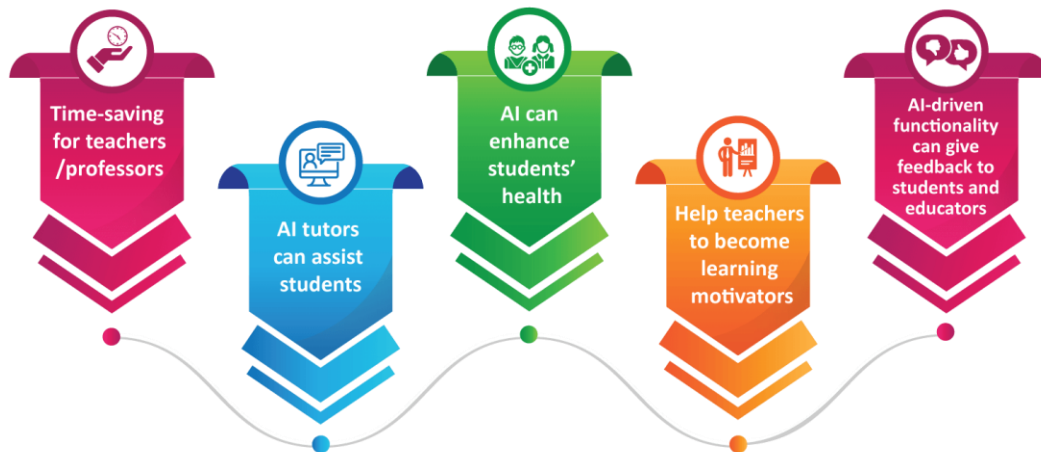 Time-saving
for teachers
/professors
AI tutors
can assist
students
AI can
enhance
students’
health
Help teachers
to become
learning
motivators
AI-driven
functionality
can give
feedback to
students and
educators